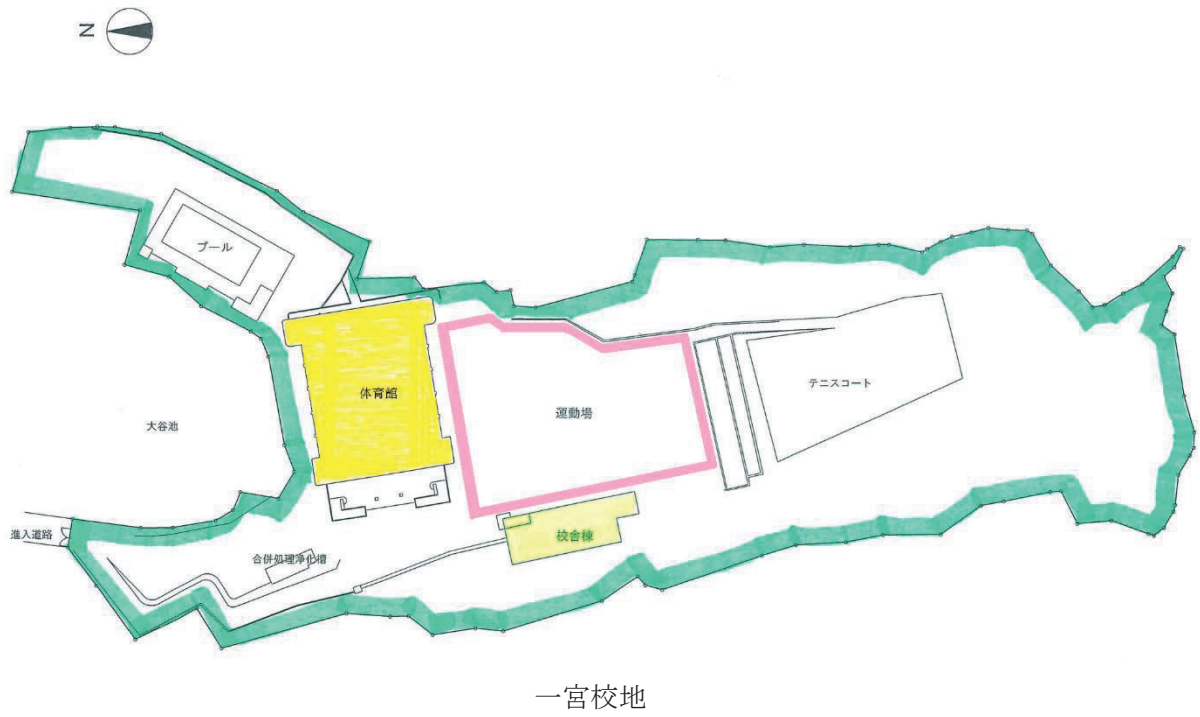 N
プール
体育館
運動場
テニスコート
大谷池
進入道路
校舎棟
合併処理浄化槽
一宮校地